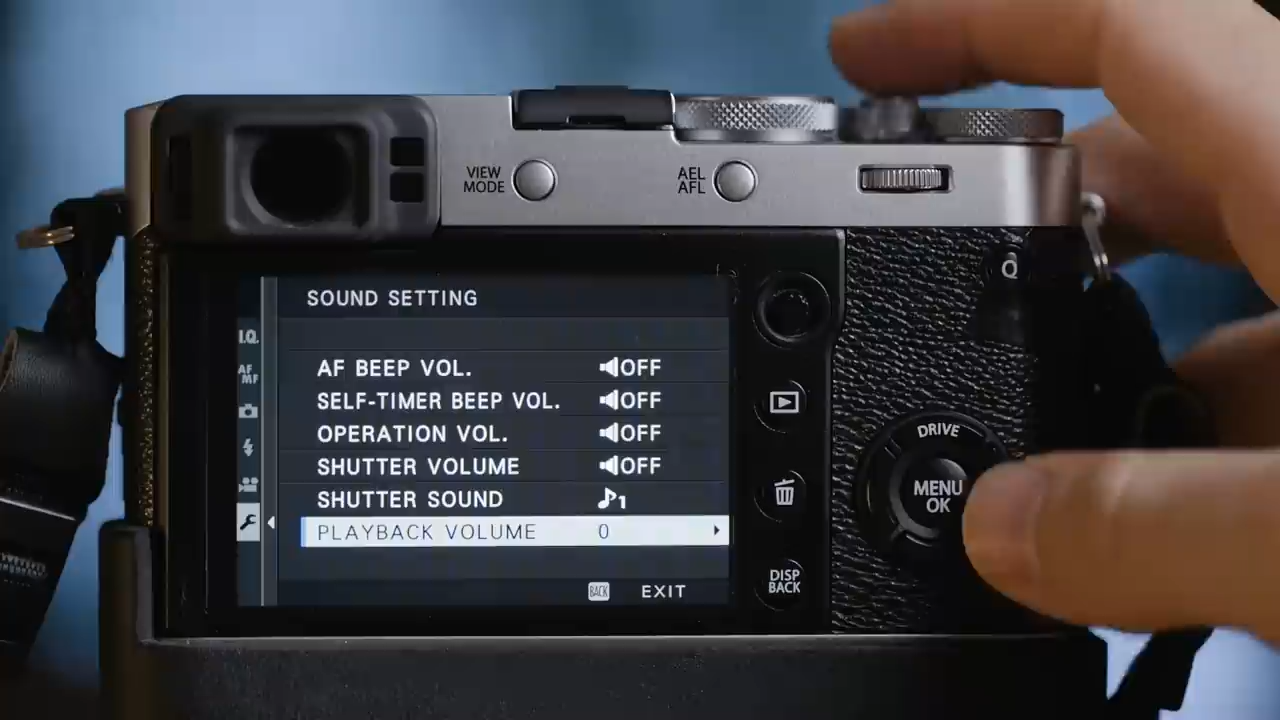 VIEW
MODE
AEL
AFL
Q
SOUND SETTING
I.Q.
AF
MF
AF BEEP VOL. OFF
SELF-TIMER BEEP VOL. OFF
OPERATION VOL. OFF
SHUTTER VOLUME OFF
SHUTTER SOUND 1
PLAYBACK VOLUME 0
BACK EXIT
DRIVE
MENU
OK
DISP
BACK